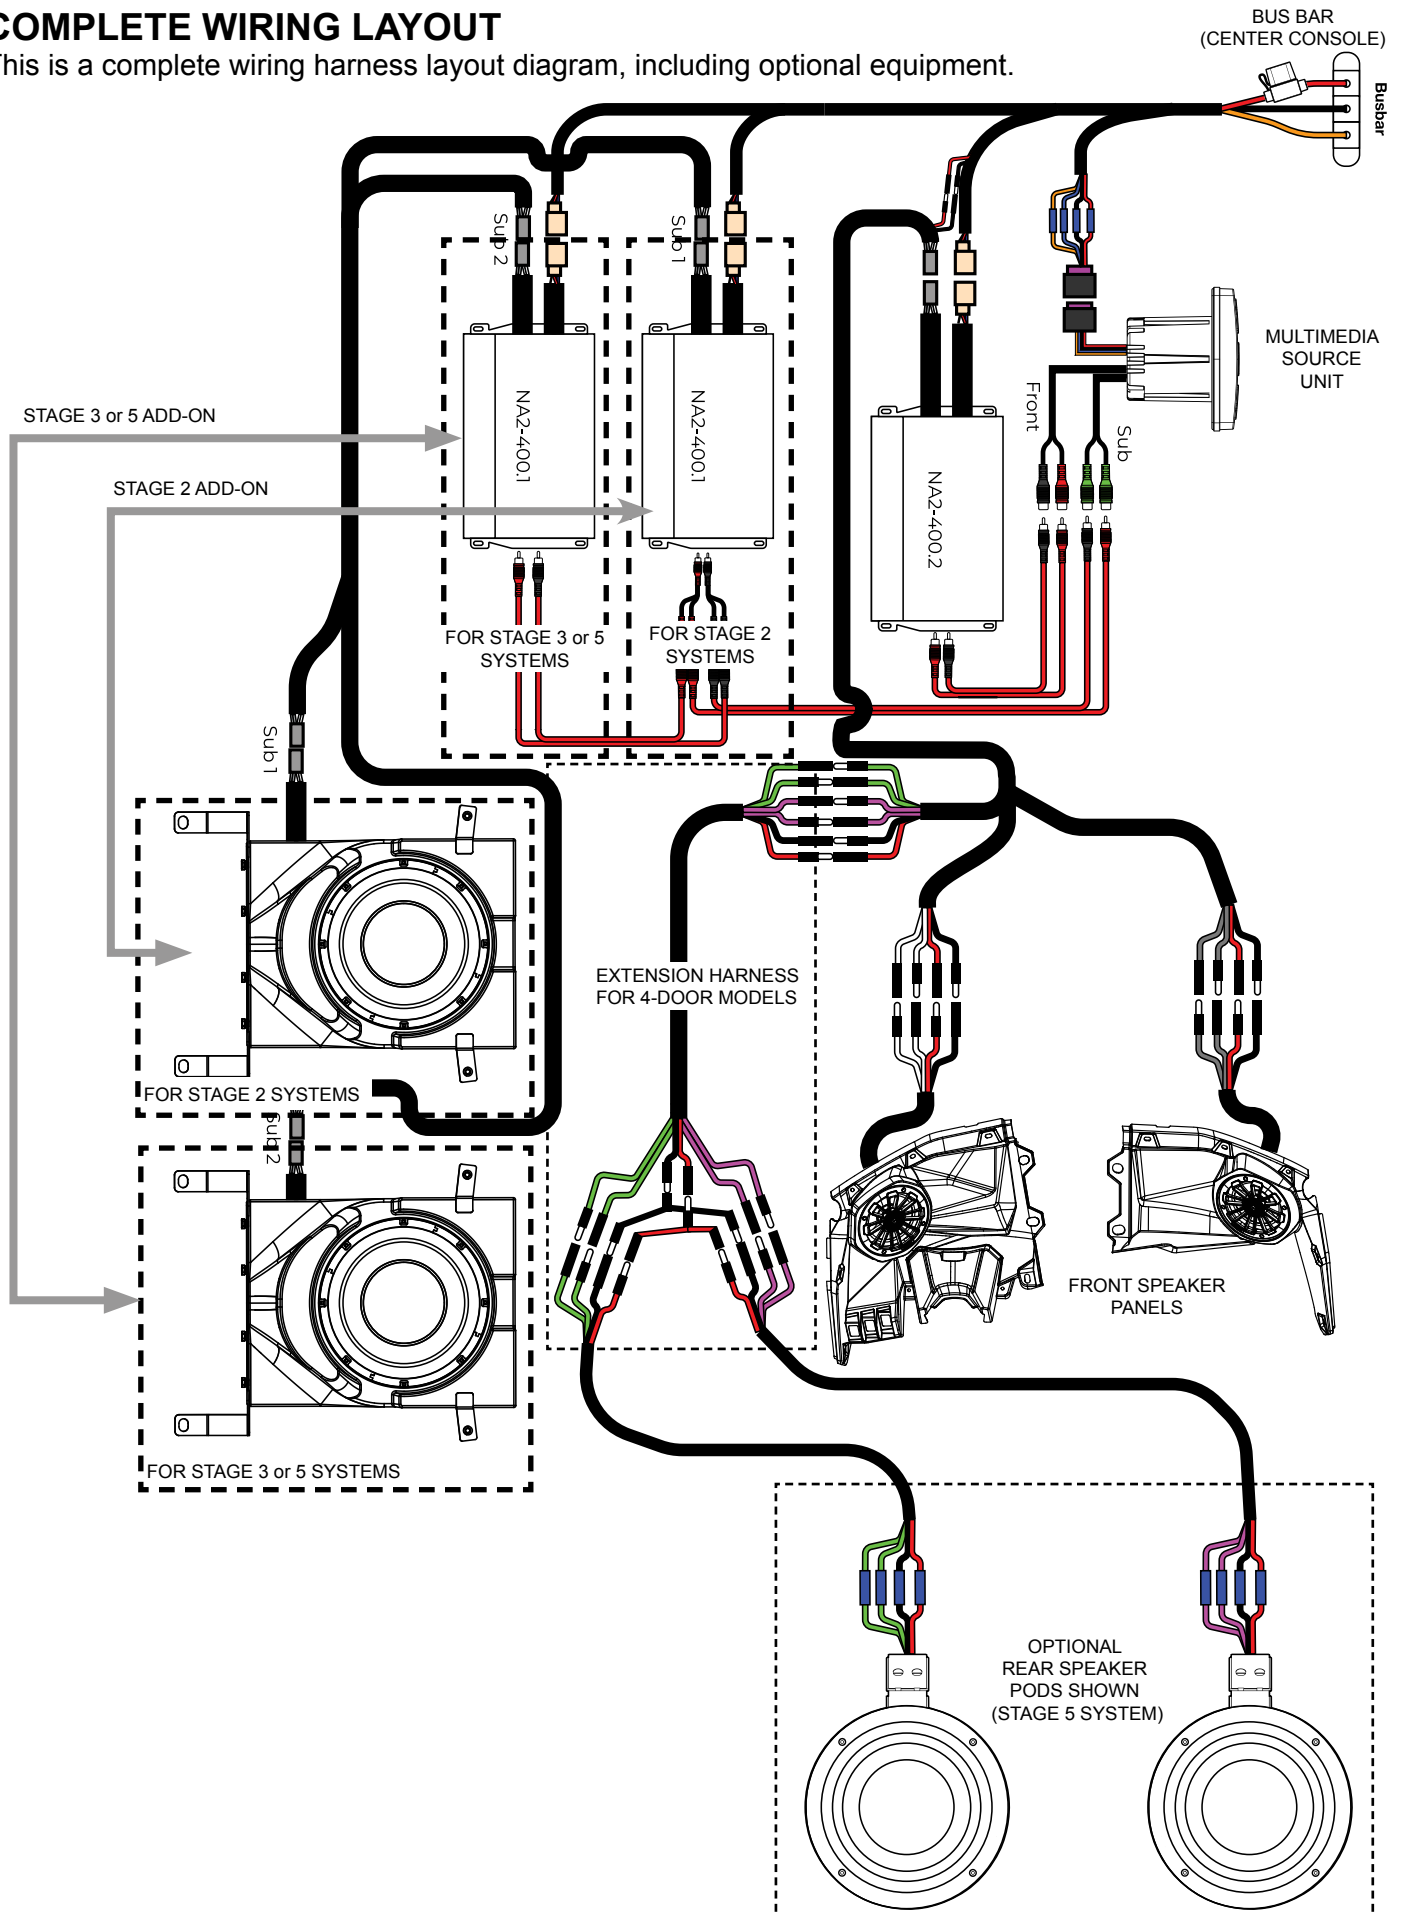 COMPLETE WIRING LAYOUT
This is a complete wiring harness layout diagram, including optional equipment.
BUS BAR
(CENTER CONSOLE)
Busbar
Sub 2
Sub 1
MULTIMEDIA
SOURCE
UNIT
Front
Sub
STAGE 3 or 5 ADD-ON
STAGE 2 ADD-ON
NA2-400.1
NA2-400.1
NA2-400.2
FOR STAGE 3 or 5
SYSTEMS
FOR STAGE 2
SYSTEMS
Sub 1
EXTENSION HARNESS
FOR 4-DOOR MODELS
FOR STAGE 2 SYSTEMS
Sub 2
FRONT SPEAKER
PANELS
FOR STAGE 3 or 5 SYSTEMS
OPTIONAL
REAR SPEAKER
PODS SHOWN
(STAGE 5 SYSTEM)